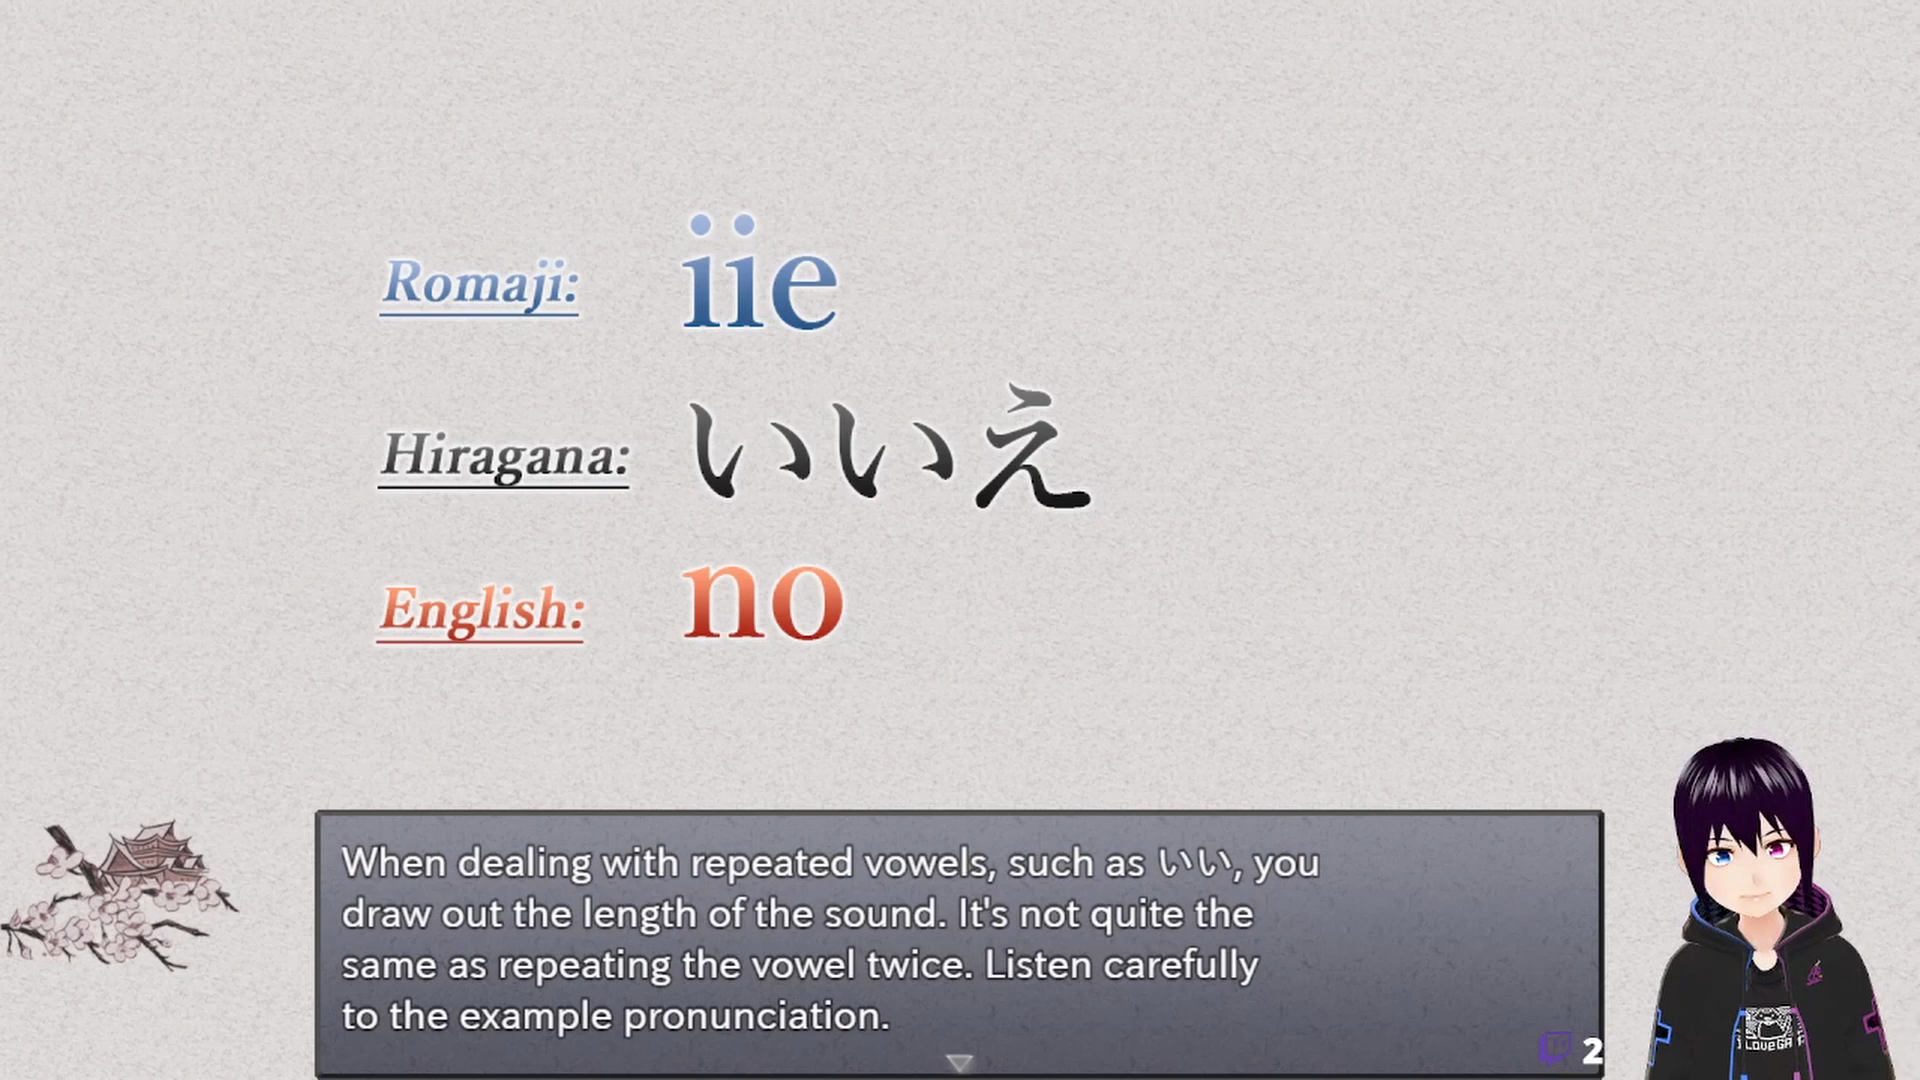 Romaji: iie
Hiragana: いいえ
English: no
When dealing with repeated vowels, such as いい, you
draw out the length of the sound. It's not quite the
same as repeating the vowel twice. Listen carefully
to the example pronunciation.
2